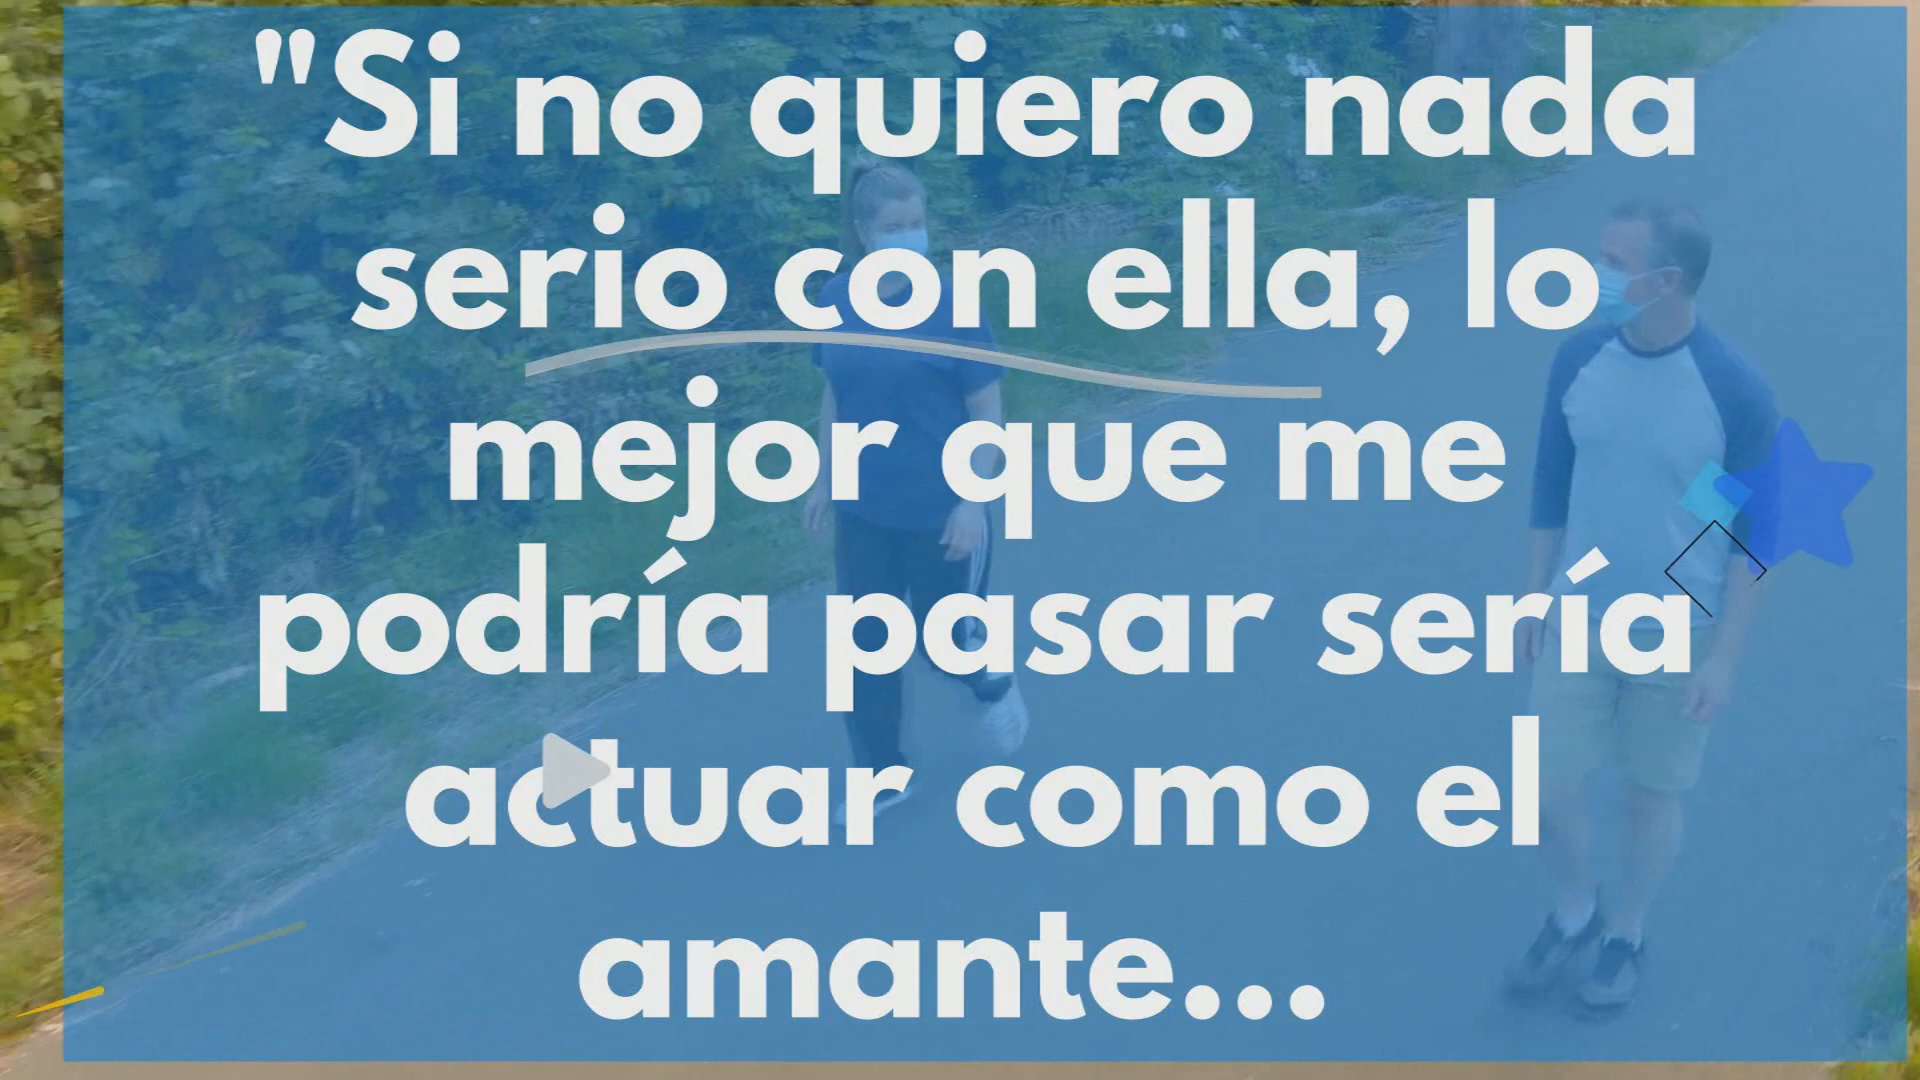 "Si no quiero nada
serio con ella, lo
mejor que me
podría pasar sería
actuar como el
amante...